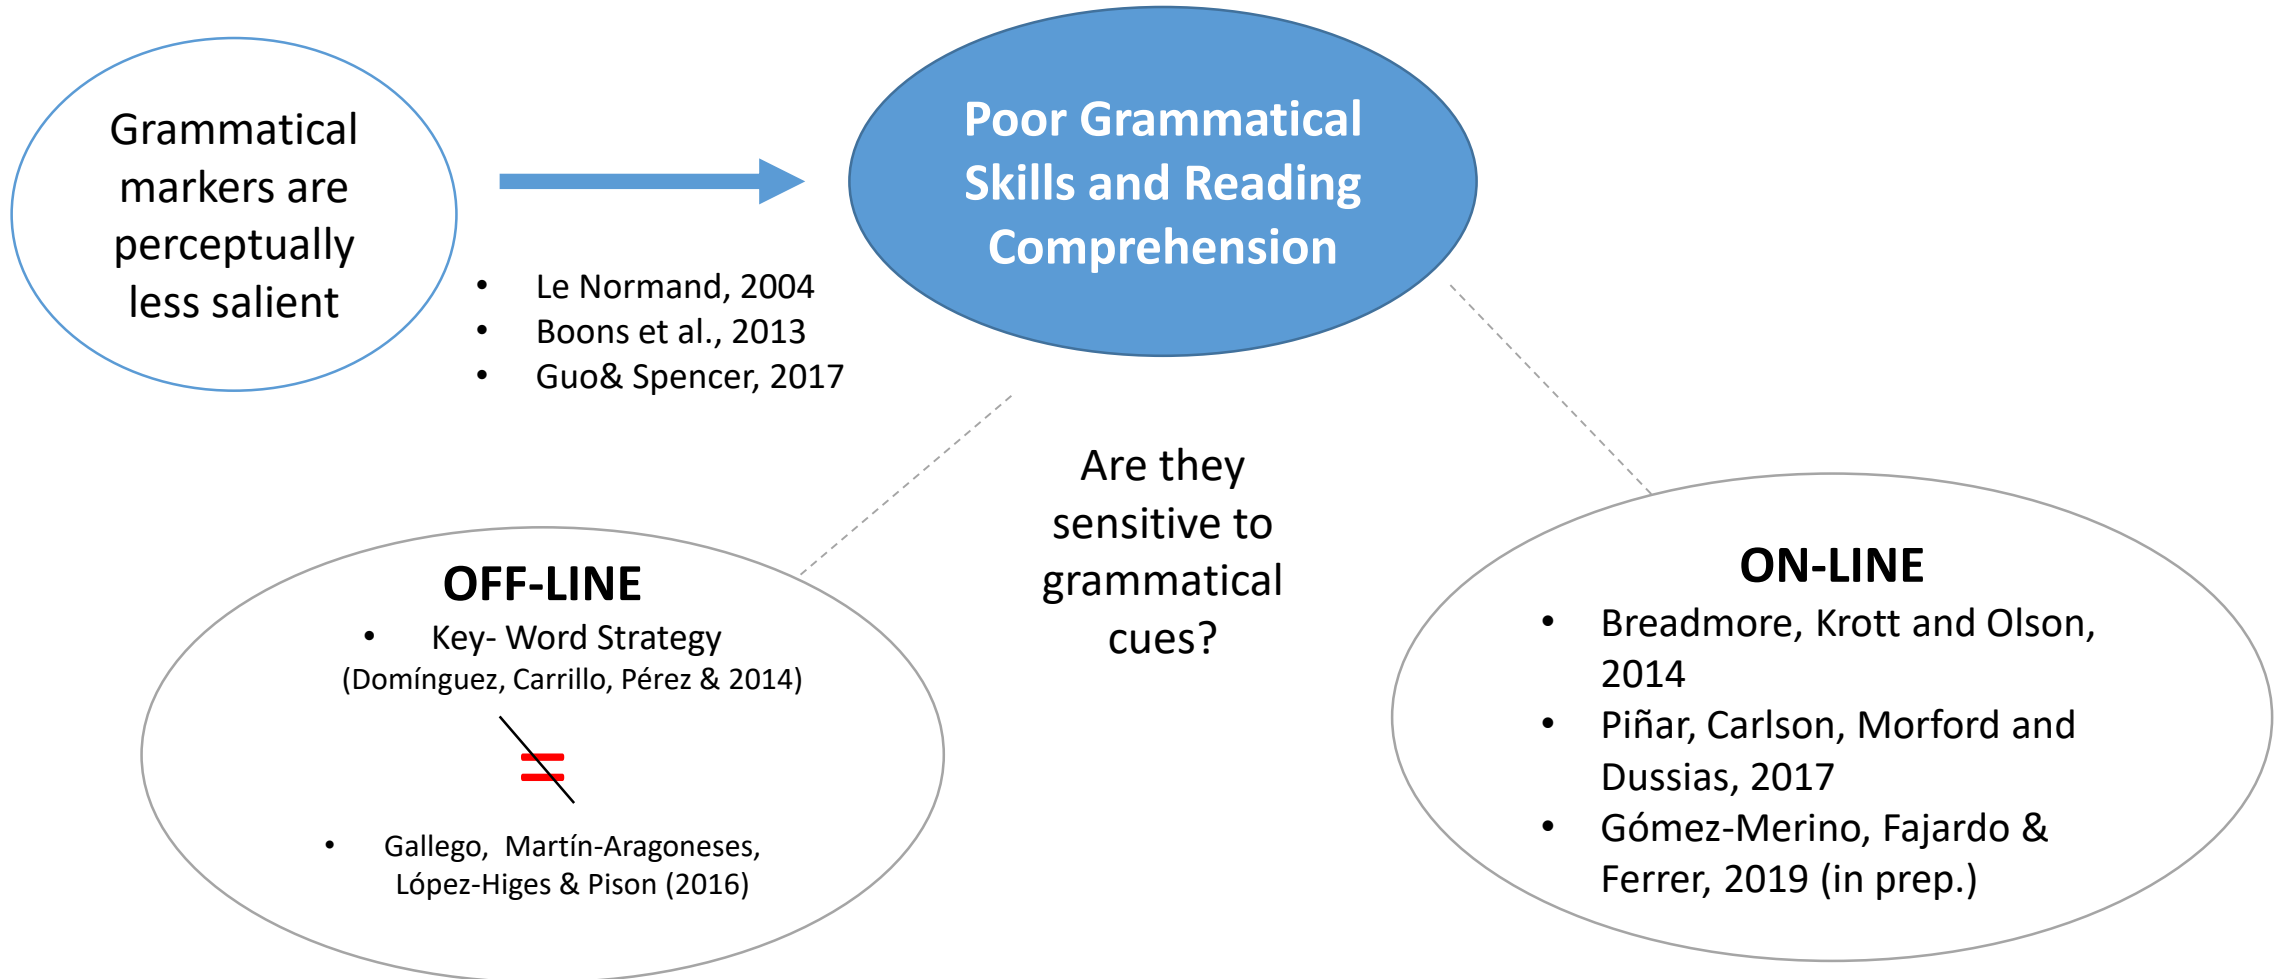 Grammatical
markers are
perceptually
less salient
Poor Grammatical
Skills and Reading
Comprehension
• Le Normand, 2004
• Boons et al., 2013
• Guo& Spencer, 2017
Are they
sensitive to
grammatical
cues?
OFF-LINE
• Key- Word Strategy
(Domínguez, Carrillo, Pérez & 2014)
=
• Gallego, Martín-Aragoneses,
López-Higes & Pison (2016)
ON-LINE
• Breadmore, Krott and Olson,
2014
• Piñar, Carlson, Morford and
Dussias, 2017
• Gómez-Merino, Fajardo &
Ferrer, 2019 (in prep.)